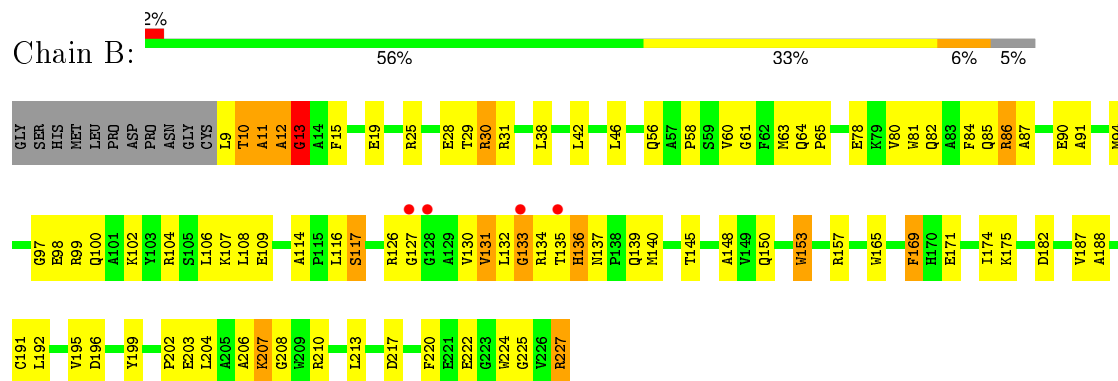 2%
Chain B:
56% 33% 6% 5%
GLY SER HIS MET LEU PRO ASP PRO ASN GLY CYS L9 T10 A11 A12 G13 A14 F15 E19 R25 E28 T29 R30 R31 L38 L42 L46 Q56 A57 P58 S59 V60 G61 F62 M63 Q64 P65 E78 K79 V80 W81 Q82 A83 F84 Q85 R86 A87 E90 A91 M94
G97 E98 R99 Q100 A101 K102 Y103 R104 S105 L106 K107 L108 E109 A114 P115 L116 S117 R126 G127 G128 A129 V130 V131 L132 G133 R134 T135 H136 N137 P138 Q139 M140 T145 A148 V149 Q150 W153 R157 W165 F169 H170 E171 I174 K175 D182 V187 A188
C191 L192 V195 D196 Y199 P202 E203 L204 A205 A206 K207 G208 W209 R210 L213 D217 F220 E221 E222 G223 W224 G225 V226 R227